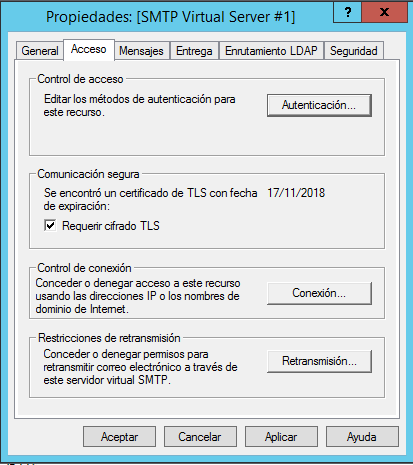 Propiedades: [SMTP Virtual Server #1]
? x
General Acceso Mensajes Entrega Enrutamiento LDAP Seguridad
Control de acceso
Editar los métodos de autenticación para
este recurso.
Autenticación...
Comunicación segura
Se encontró un certificado de TLS con fecha
de expiración:
17/11/2018
Requerir cifrado TLS
Control de conexión
Conceder o denegar acceso a este recurso
usando las direcciones IP o los nombres de
dominio de Internet.
Conexión...
Restricciones de retransmisión
Conceder o denegar permisos para
retransmitir correo electrónico a través de
este servidor virtual SMTP.
Retransmisión...
Aceptar Cancelar Aplicar Ayuda